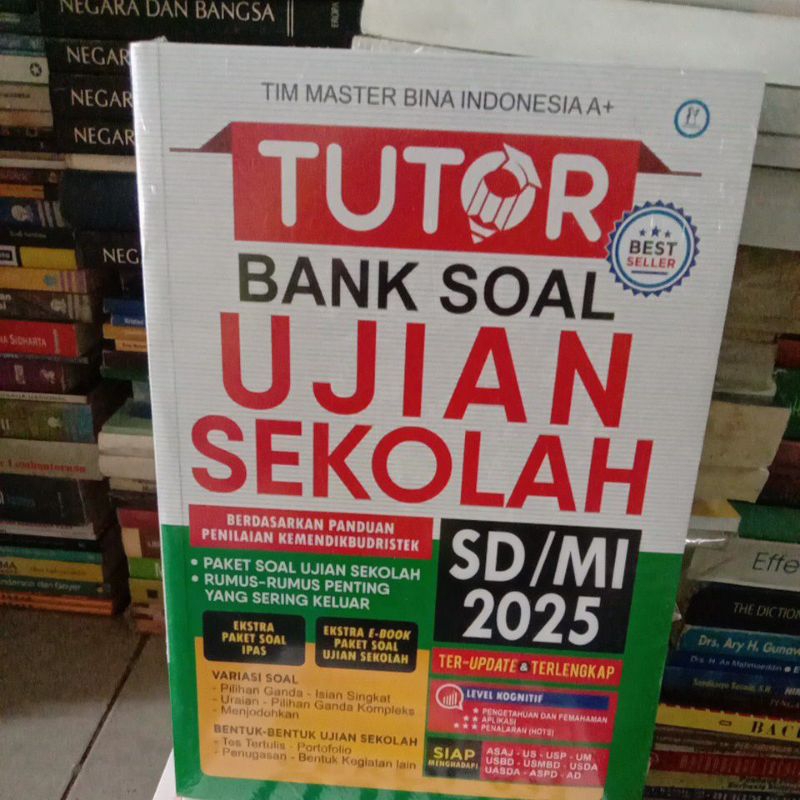 NEGARA DAN BANGSA
NEGAR
NEGAR
NEGAR
NEG
TIM MASTER BINA INDONESIA A+
TUTOR
BEST
SELLER
BANK SOAL
UJIAN
SEKOLAH
BERDASARKAN PANDUAN
PENILAIAN KEMENDIKBUDRISTEK
• PAKET SOAL UJIAN SEKOLAH
• RUMUS-RUMUS PENTING
YANG SERING KELUAR
SD/MI
2025
EKSTRA
PAKET SOAL
IPAS
EKSTRA E-BOOK
PAKET SOAL
UJIAN SEKOLAH
TER-UPDATE & TERLENGKAP
VARIASI SOAL
- Pilihan Ganda - Isian Singkat
- Uraian - Pilihan Ganda Kompleks
- Menjodohkan
BENTUK-BENTUK UJIAN SEKOLAH
- Tes Tertulis - Portofolio
- Penugasan - Bentuk Kegiatan lain
LEVEL KOGNITIF
★ PENGETAHUAN DAN PEMAHAMAN
★★ APLIKASI
★★★ PENALARAN (HOTS)
SIAP
MENGHADAPI
ASAJ - US - USP - UM
USBD - USMBD - USDA
UASDA - ASPD - AD
SIDHARTA
Effe
THE DICTION
Drs. Ary H. Gunaw
BAC